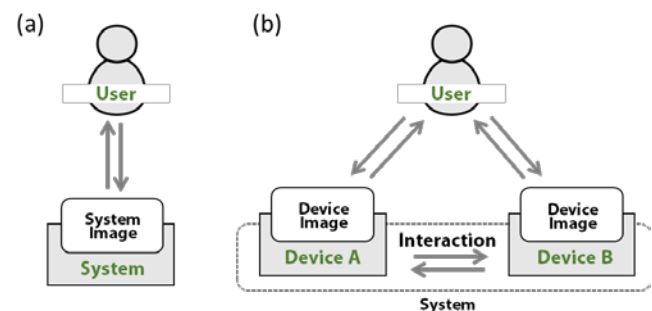 (a)
User
System
Image
System
(b)
User
Device
Image
Device A
Interaction
Device
Image
Device B
System